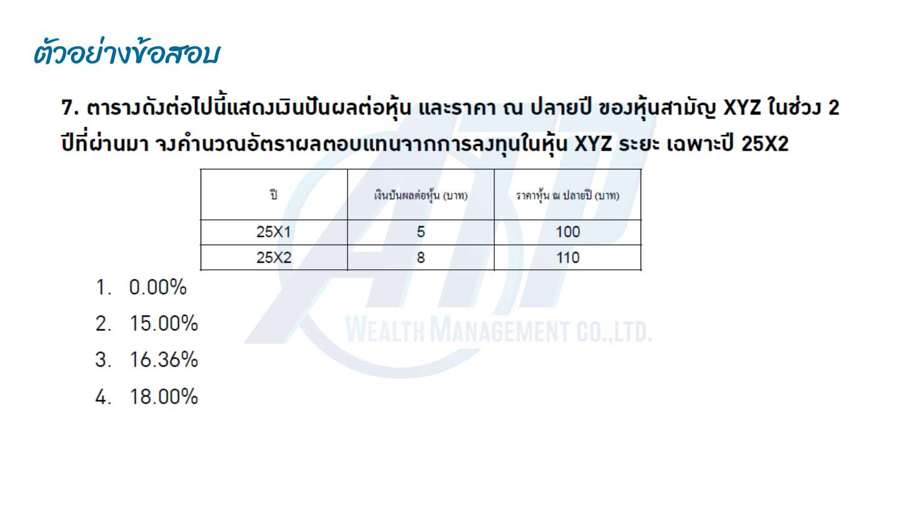 ตัวอย่างข้อสอบ
7. ตารางดังต่อไปนี้แสดงเงินปันผลต่อหุ้น และราคา ณ ปลายปี ของหุ้นสามัญ XYZ ในช่วง 2
ปีที่ผ่านมา จงคำนวณอัตราผลตอบแทนจากการลงทุนในหุ้น XYZ ระยะ เฉพาะปี 25X2
ปี เงินปันผลต่อหุ้น (บาท) ราคาหุ้น ณ ปลายปี (บาท)
25X1 5 100
25X2 8 110
1. 0.00%
2. 15.00%
3. 16.36%
4. 18.00%
ATP
WEALTH MANAGEMENT CO.,LTD.